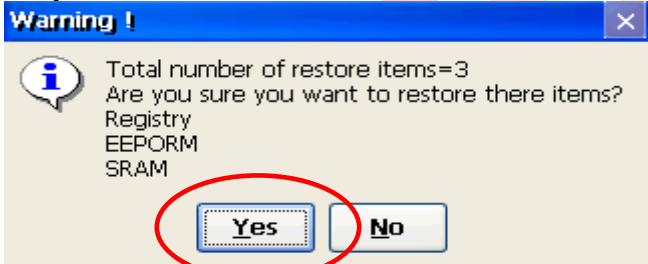 Warning !
Total number of restore items=3
Are you sure you want to restore there items?
Registry
EEPORM
SRAM
Yes No